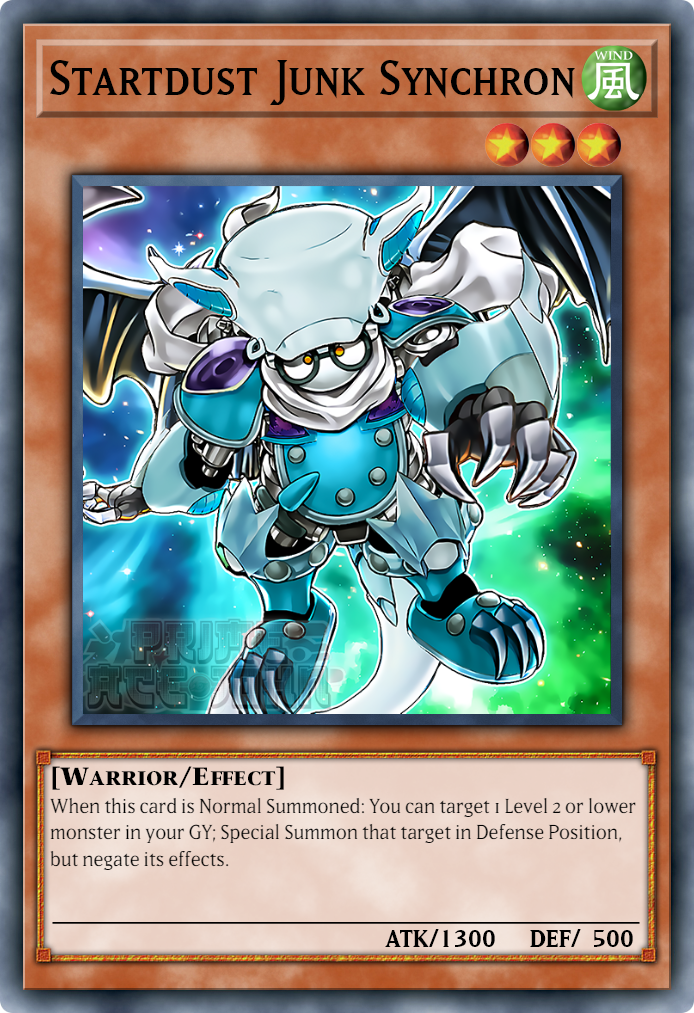 Startdust Junk Synchron
WIND
風
[Warrior/Effect]
When this card is Normal Summoned: You can target 1 Level 2 or lower
monster in your GY; Special Summon that target in Defense Position,
but negate its effects.
ATK/1300 DEF/ 500